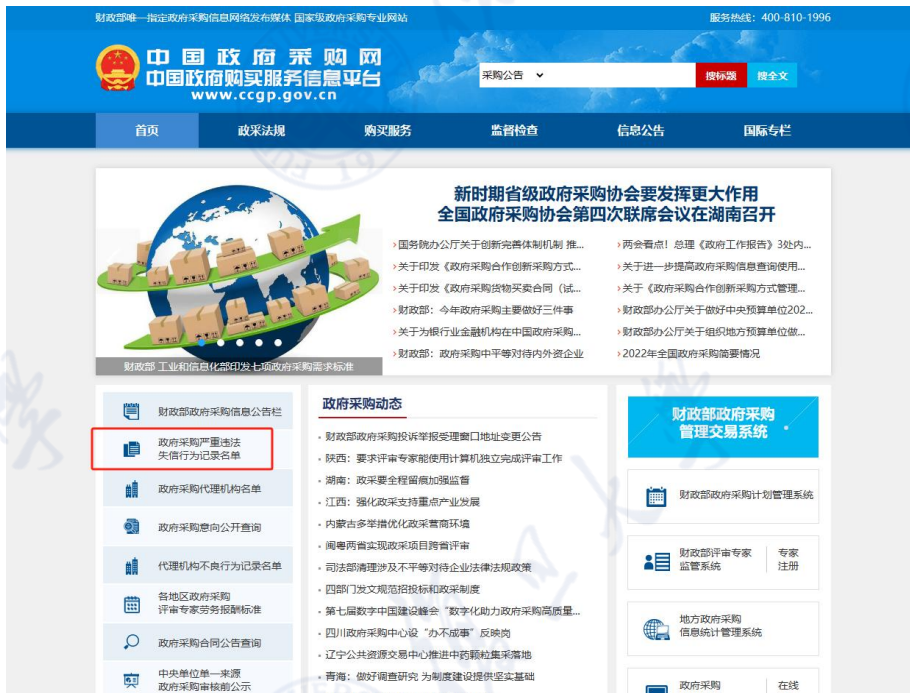 财政部唯一指定政府采购信息网络发布媒体 国家级政府采购专业网站
服务热线：400-810-1996
中国政府采购网
中国政府购买服务信息平台
www.ccgp.gov.cn
采购公告
搜标题
搜全文
首页
政采法规
购买服务
监督检查
信息公告
国际专栏
新时期省级政府采购协会要发挥更大作用
全国政府采购协会第四次联席会议在湖南召开
国务院办公厅关于创新完善体制机制 推...
两会看点！总理《政府工作报告》3处内...
关于印发《政府采购合作创新采购方式...
关于进一步提高政府采购信息查询使用...
关于印发《政府采购货物买卖合同（试...
关于《政府采购合作创新采购方式管理...
财政部：今年政府采购主要做好三件事
财政部办公厅关于做好中央预算单位202...
关于为银行业金融机构在中国政府采购...
财政部办公厅关于组织地方预算单位做...
财政部：政府采购中平等对待内外资企业
2022年全国政府采购简要情况
财政部 工业和信息化部印发七项政府采购需求标准
财政部政府采购信息公告栏
政府采购严重违法
失信行为记录名单
政府采购代理机构名单
政府采购意向公开查询
代理机构不良行为记录名单
各地区政府采购
评审专家劳务报酬标准
政府采购合同公告查询
中央单位单一来源
政府采购审核前公示
政府采购动态
财政部政府采购投诉举报受理窗口地址变更公告
陕西：要求评审专家能使用计算机独立完成评审工作
湖南：政采要全程留痕加强监督
江西：强化政采支持重点产业发展
内蒙古多举措优化政采营商环境
闽粤两省实现政采项目跨省评审
司法部清理涉及不平等对待企业法律法规政策
四部门发文规范招投标和政采制度
第七届数字中国建设峰会“数字化助力政府采购高质量...
四川政府采购中心设“办不成事”反映岗
辽宁公共资源交易中心推进中药颗粒集采落地
青海：做好调查研究 为制度建设提供坚实基础
财政部政府采购
管理交易系统
财政部政府采购计划管理系统
财政部评审专家
监管系统
专家
注册
地方政府采购
信息统计管理系统
政府采购
在线